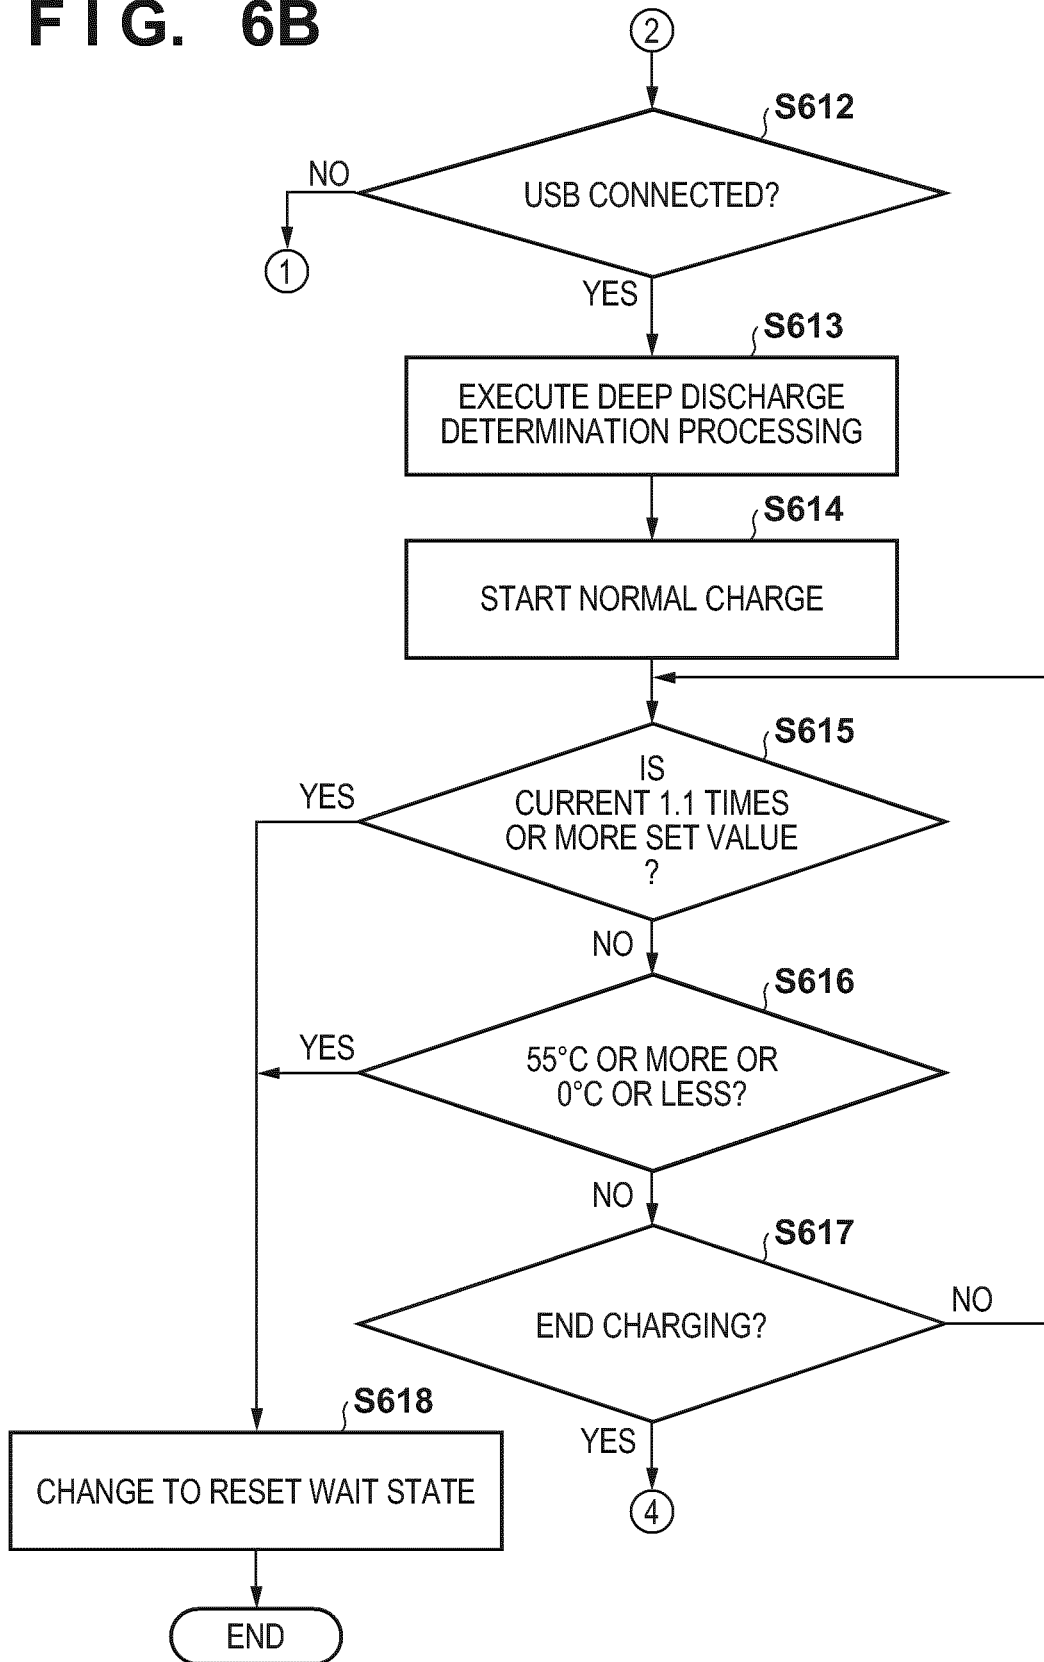 FIG. 6B
2
S612
USB CONNECTED?
NO
1
YES
S613
EXECUTE DEEP DISCHARGE
DETERMINATION PROCESSING
S614
START NORMAL CHARGE
S615
IS
CURRENT 1.1 TIMES
OR MORE SET VALUE
?
YES
NO
S616
55°C OR MORE OR
0°C OR LESS?
YES
NO
S617
END CHARGING?
NO
YES
4
S618
CHANGE TO RESET WAIT STATE
END